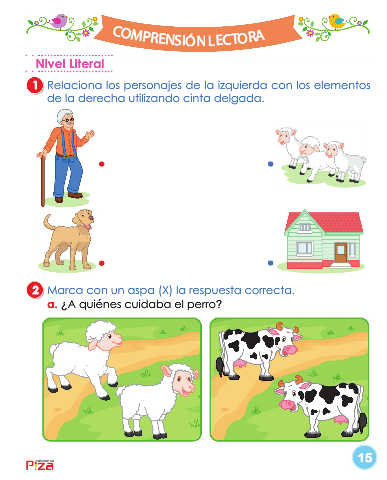 COMPRENSIÓN LECTORA
Nivel Literal
1 Relaciona los personajes de la izquierda con los elementos
de la derecha utilizando cinta delgada.
2 Marca con un aspa (X) la respuesta correcta.
a. ¿A quiénes cuidaba el perro?
15